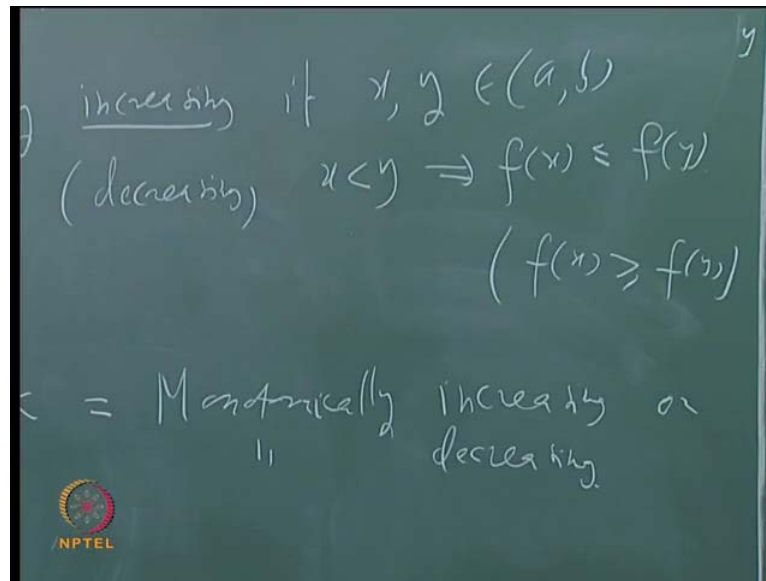 y
increasing if x, y ∈ (a, b)
(decreasing) x < y ⇒ f(x) ≤ f(y).
(f(x) ≥ f(y))
= Monotonically increasing or
" decreasing.
NPTEL